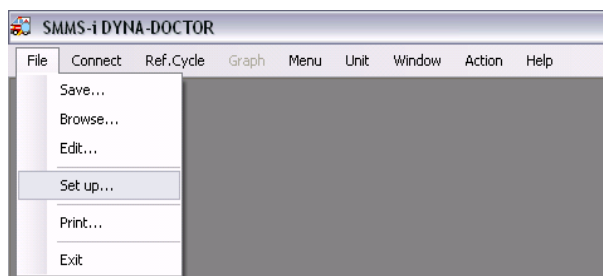 SMMS-i DYNA-DOCTOR
File Connect Ref.Cycle Graph Menu Unit Window Action Help
Save...
Browse...
Edit...
Set up...
Print...
Exit